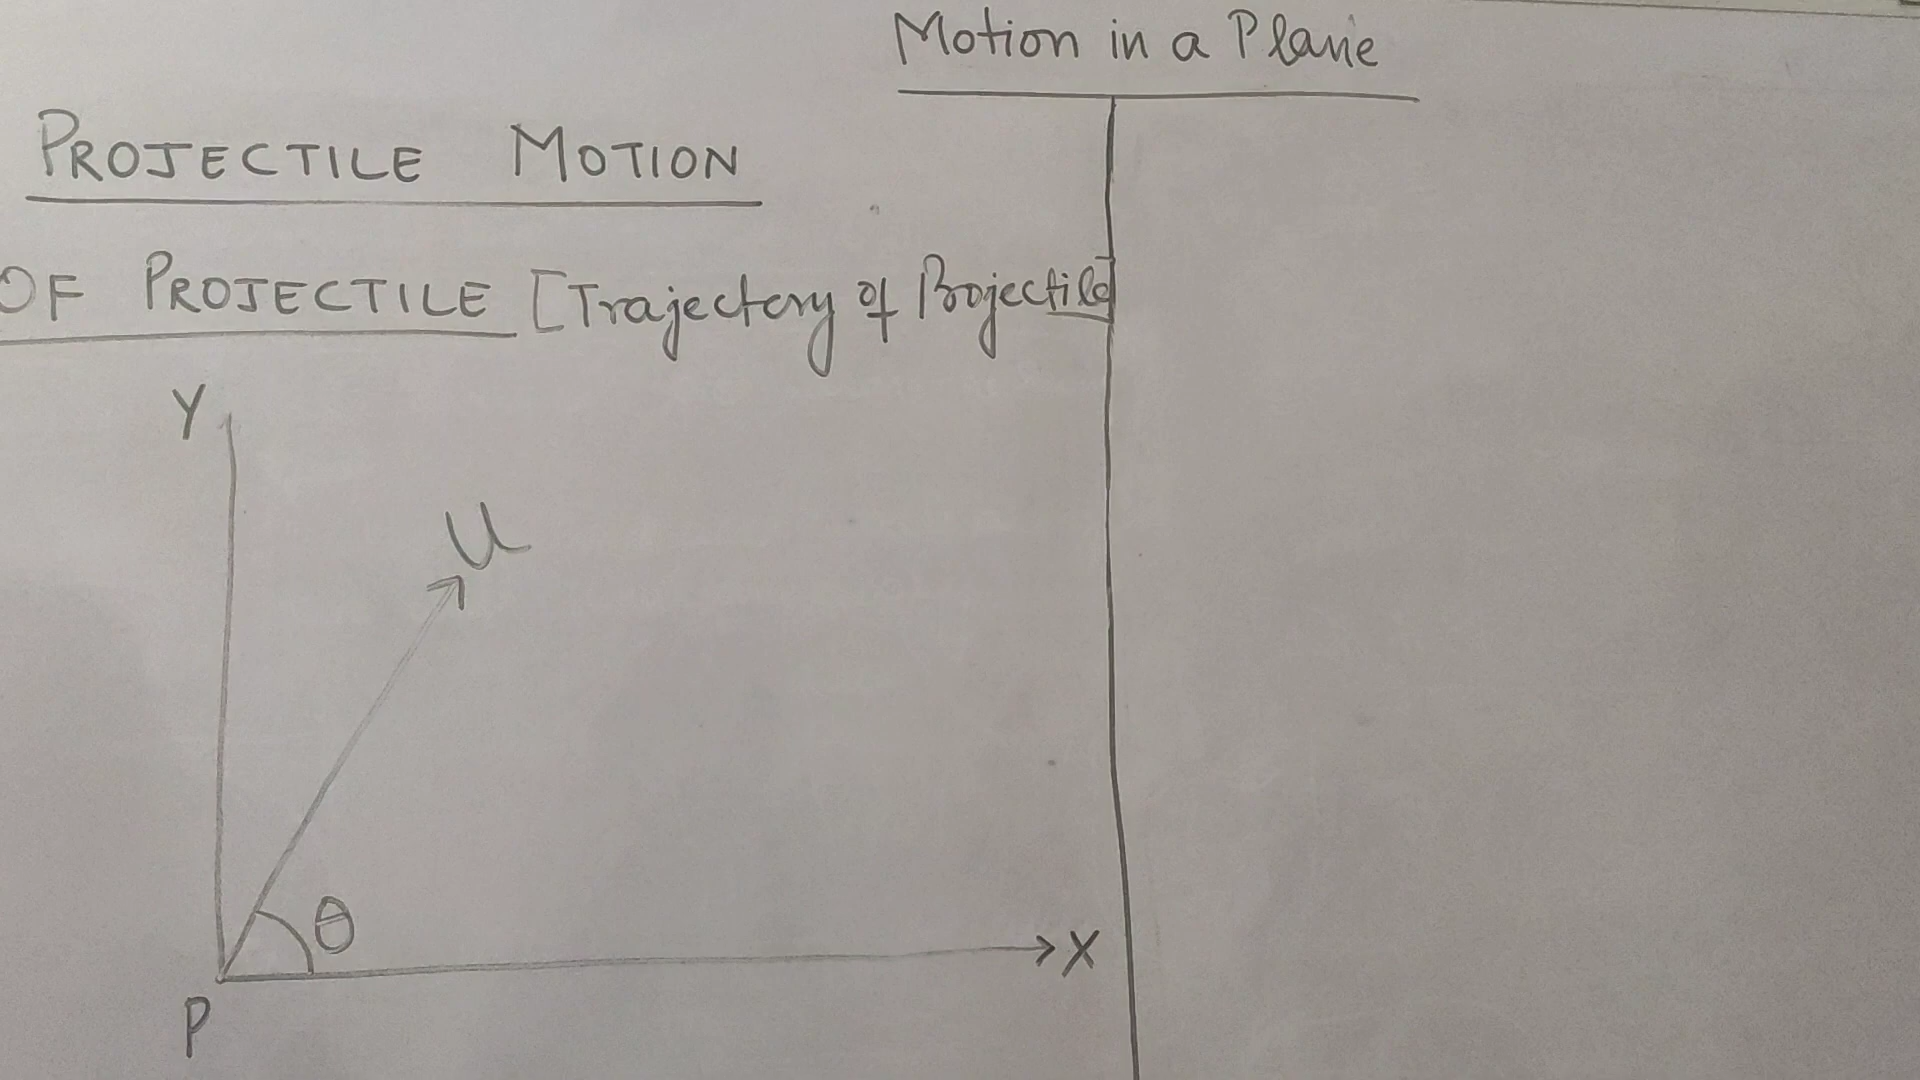 Motion in a Plane
PROJECTILE MOTION
OF PROJECTILE [Trajectory of Projectile]
Y
U
θ
X
P